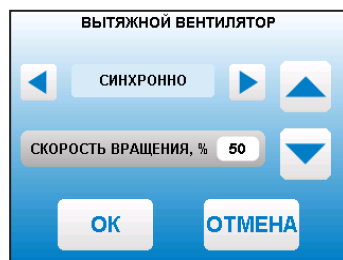 ВЫТЯЖНОЙ ВЕНТИЛЯТОР
СИНХРОННО
СКОРОСТЬ ВРАЩЕНИЯ, % 50
ОК ОТМЕНА